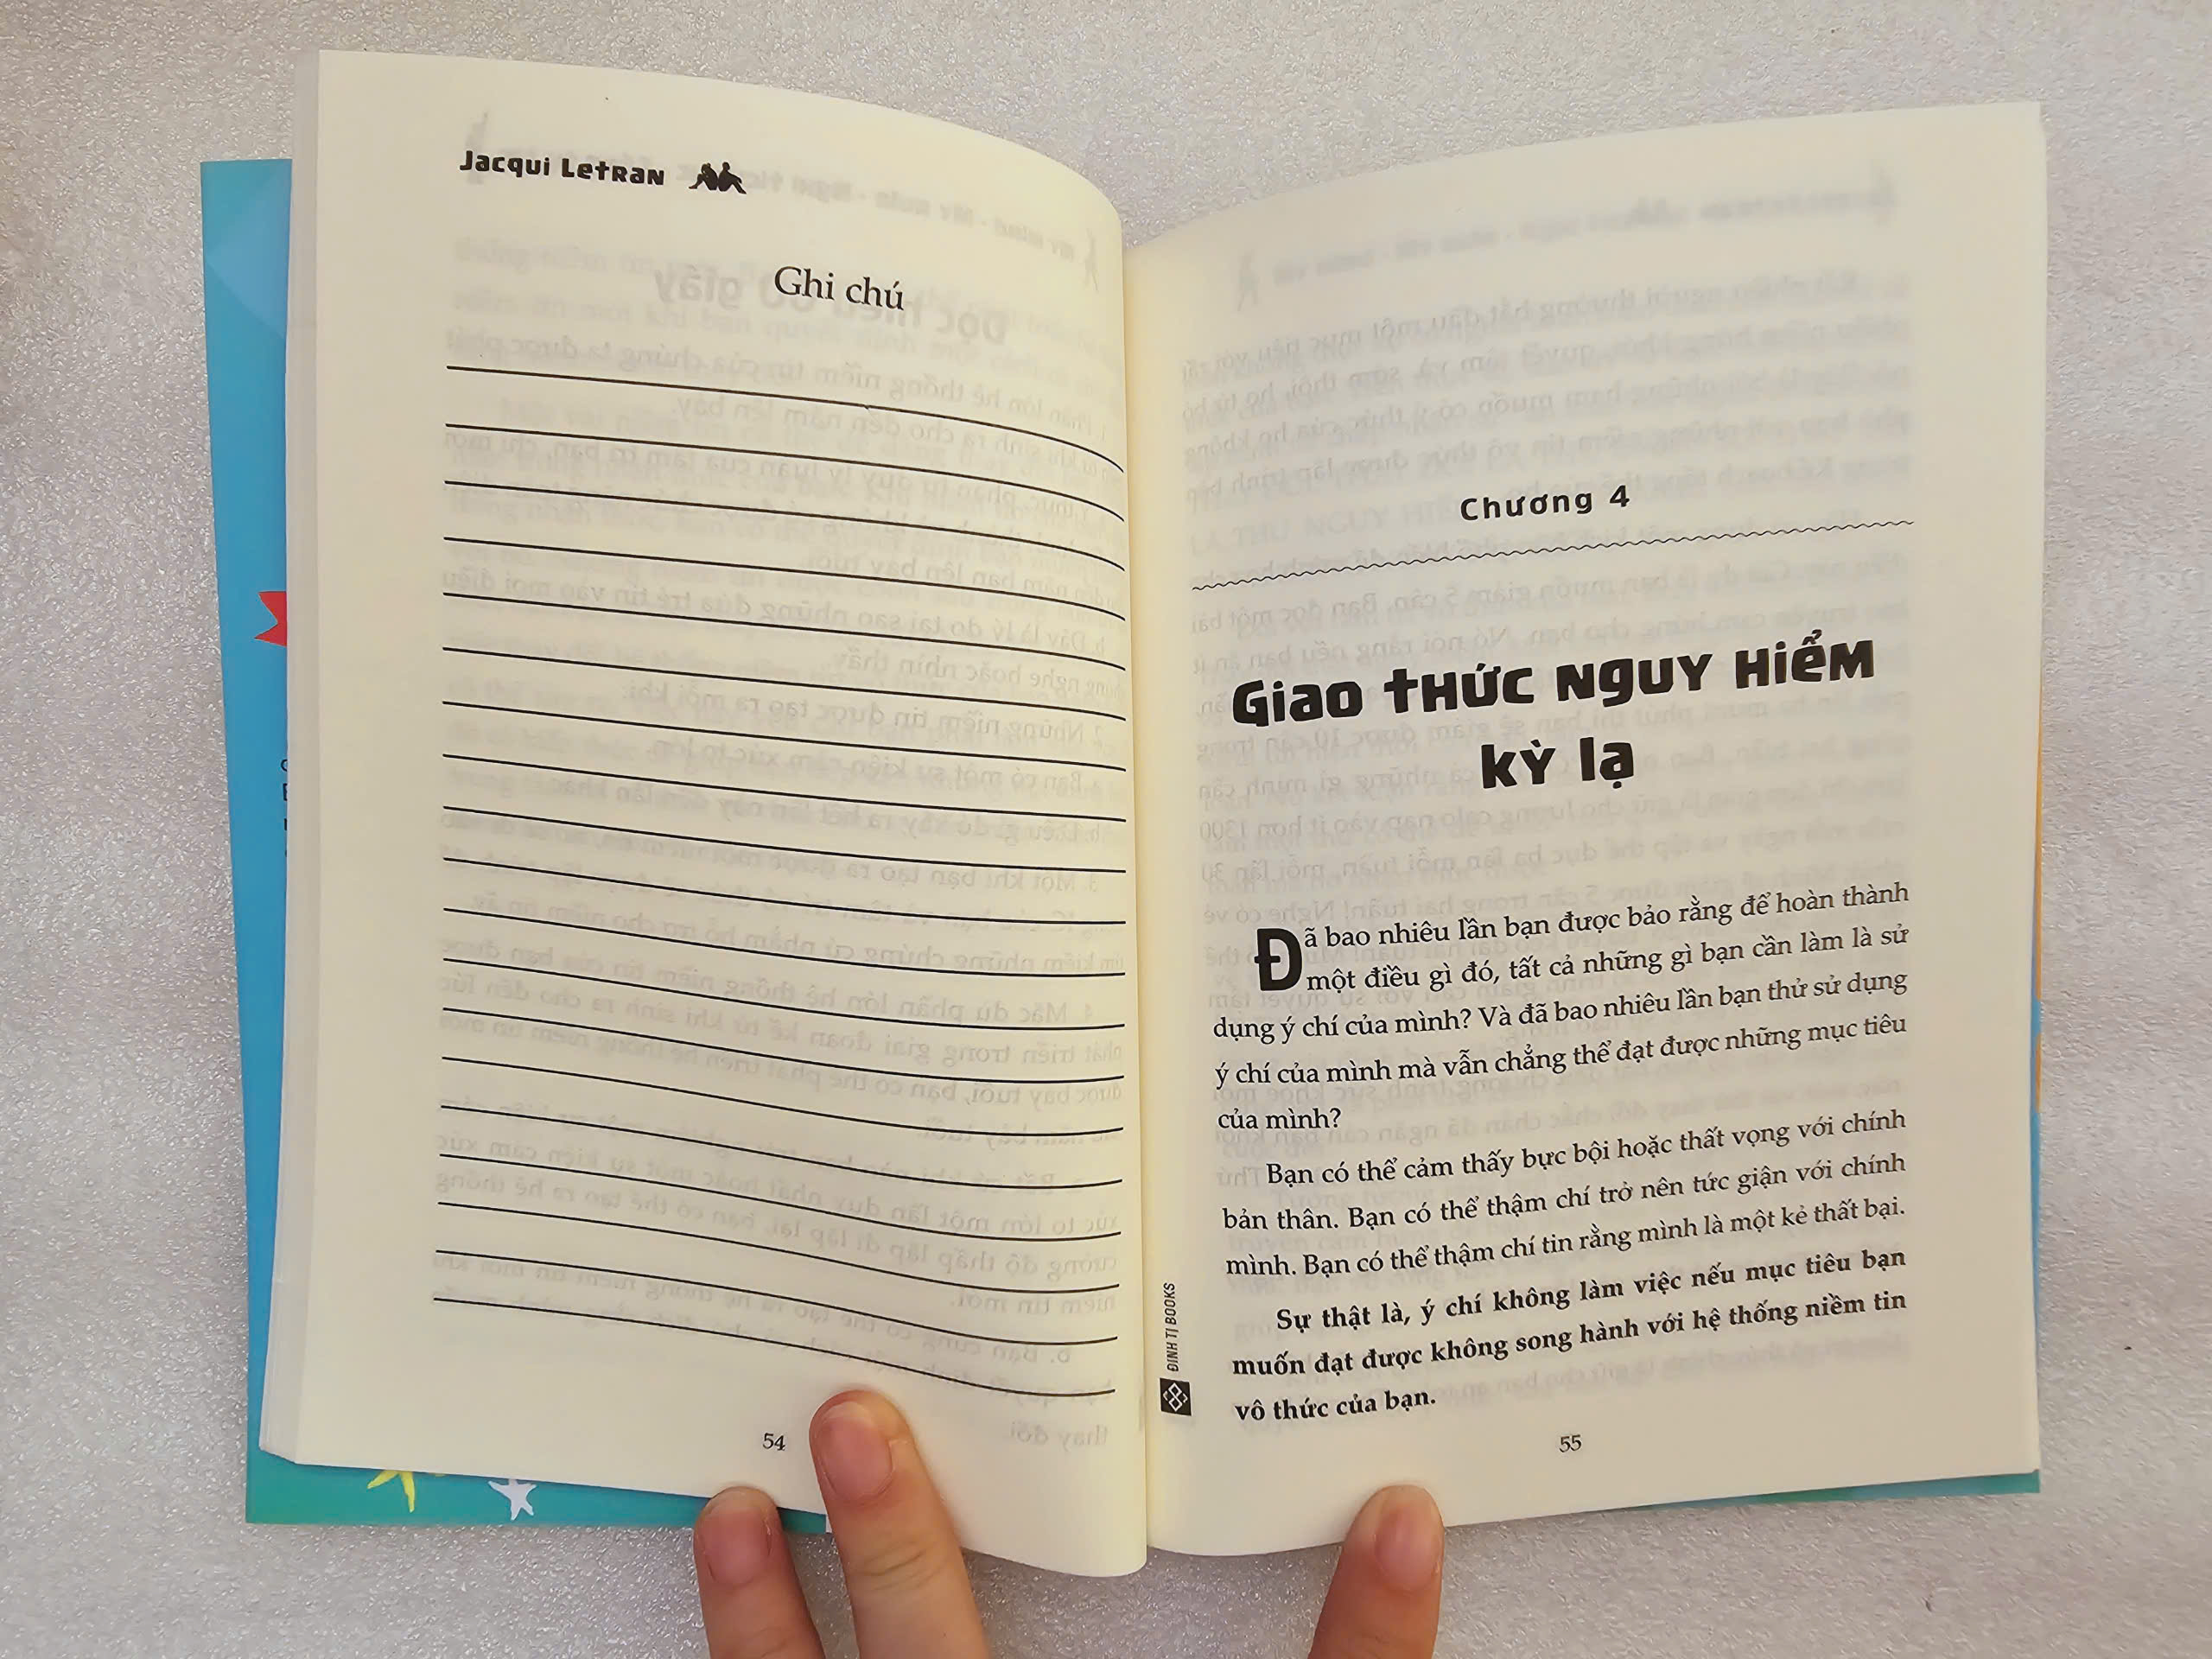 Jacqui Letran
Ghi chú
54
Chương 4
Giao thức nguy hiểm
kỳ lạ
Đã bao nhiêu lần bạn được bảo rằng để hoàn thành
một điều gì đó, tất cả những gì bạn cần làm là sử
dụng ý chí của mình? Và đã bao nhiêu lần bạn thử sử dụng
ý chí của mình mà vẫn chẳng thể đạt được những mục tiêu
của mình?
Bạn có thể cảm thấy bực bội hoặc thất vọng với chính
bản thân. Bạn có thể thậm chí trở nên tức giận với chính
mình. Bạn có thể thậm chí tin rằng mình là một kẻ thất bại.
Sự thật là, ý chí không làm việc nếu mục tiêu bạn
muốn đạt được không song hành với hệ thống niềm tin
vô thức của bạn.
ĐINH TỊ BOOKS
55